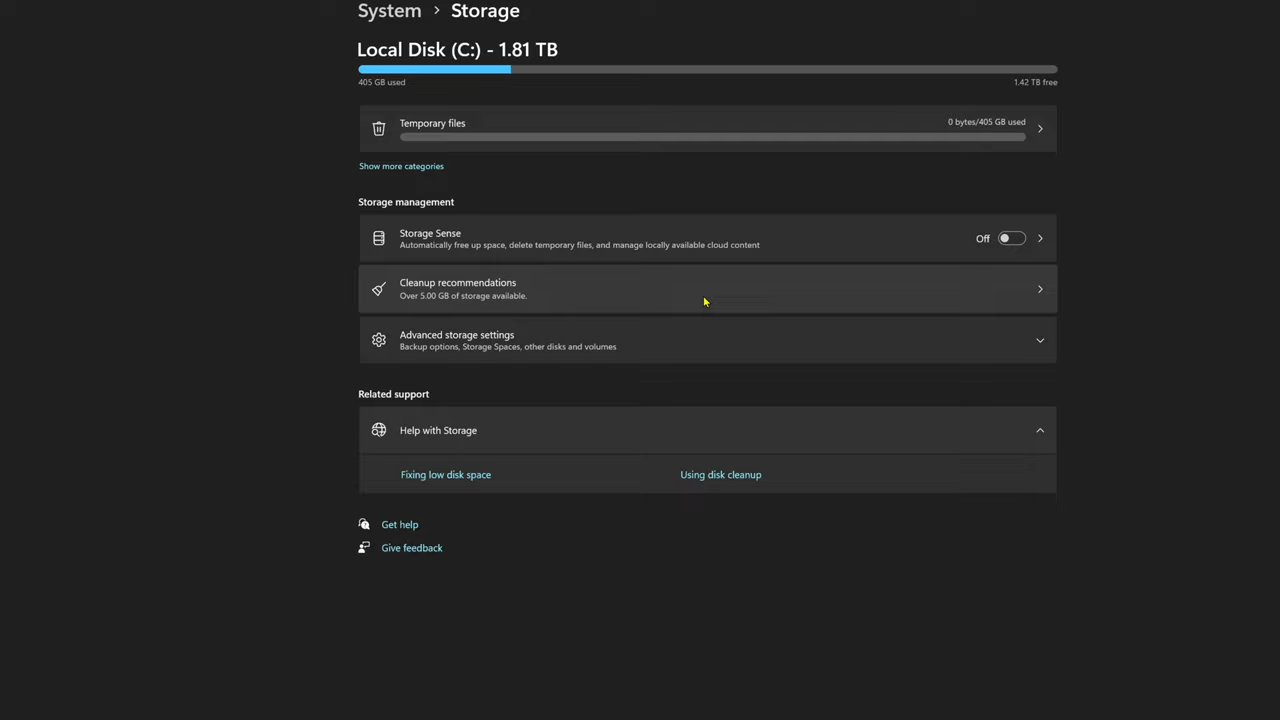 System > Storage
Local Disk (C:) - 1.81 TB
405 GB used
1.42 TB free
Temporary files
0 bytes/405 GB used
Show more categories
Storage management
Storage Sense
Automatically free up space, delete temporary files, and manage locally available cloud content
Off
Cleanup recommendations
Over 5.00 GB of storage available.
Advanced storage settings
Backup options, Storage Spaces, other disks and volumes
Related support
Help with Storage
Fixing low disk space
Using disk cleanup
Get help
Give feedback